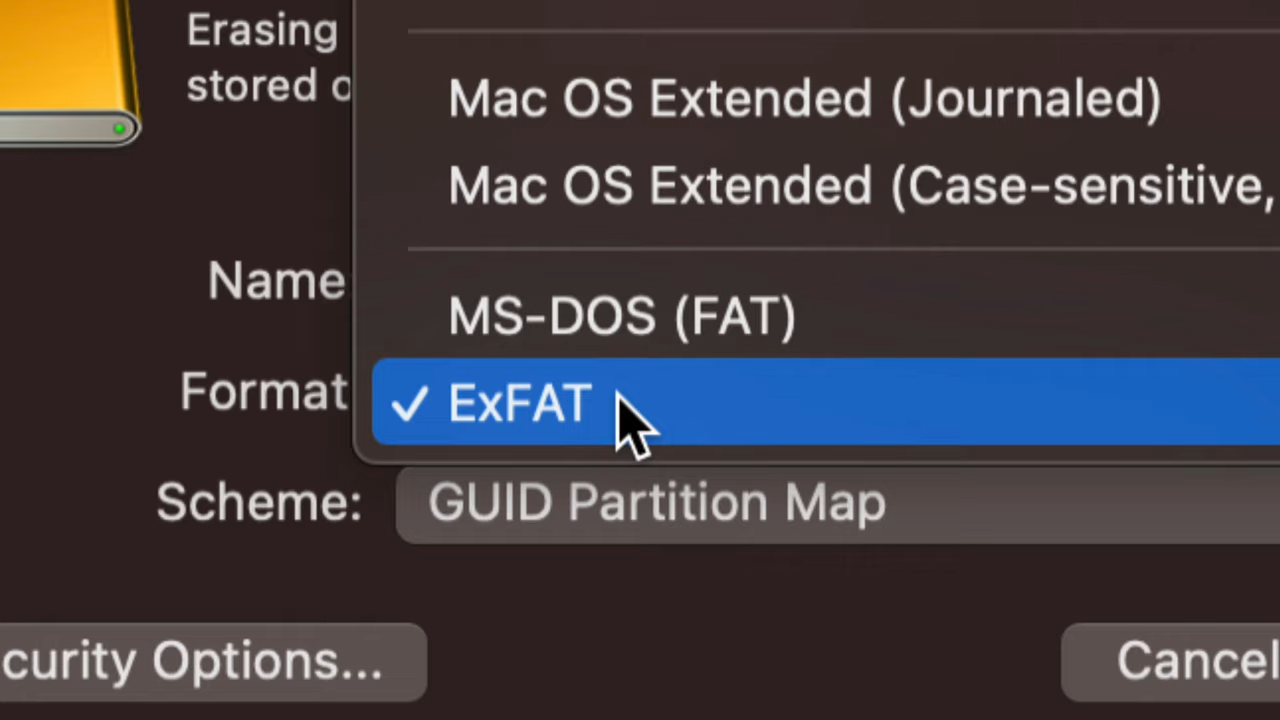 Erasing
stored
Mac OS Extended (Journaled)
Mac OS Extended (Case-sensitive,
Name
MS-DOS (FAT)
Format
✓ ExFAT
Scheme: GUID Partition Map
curity Options...
Cancel